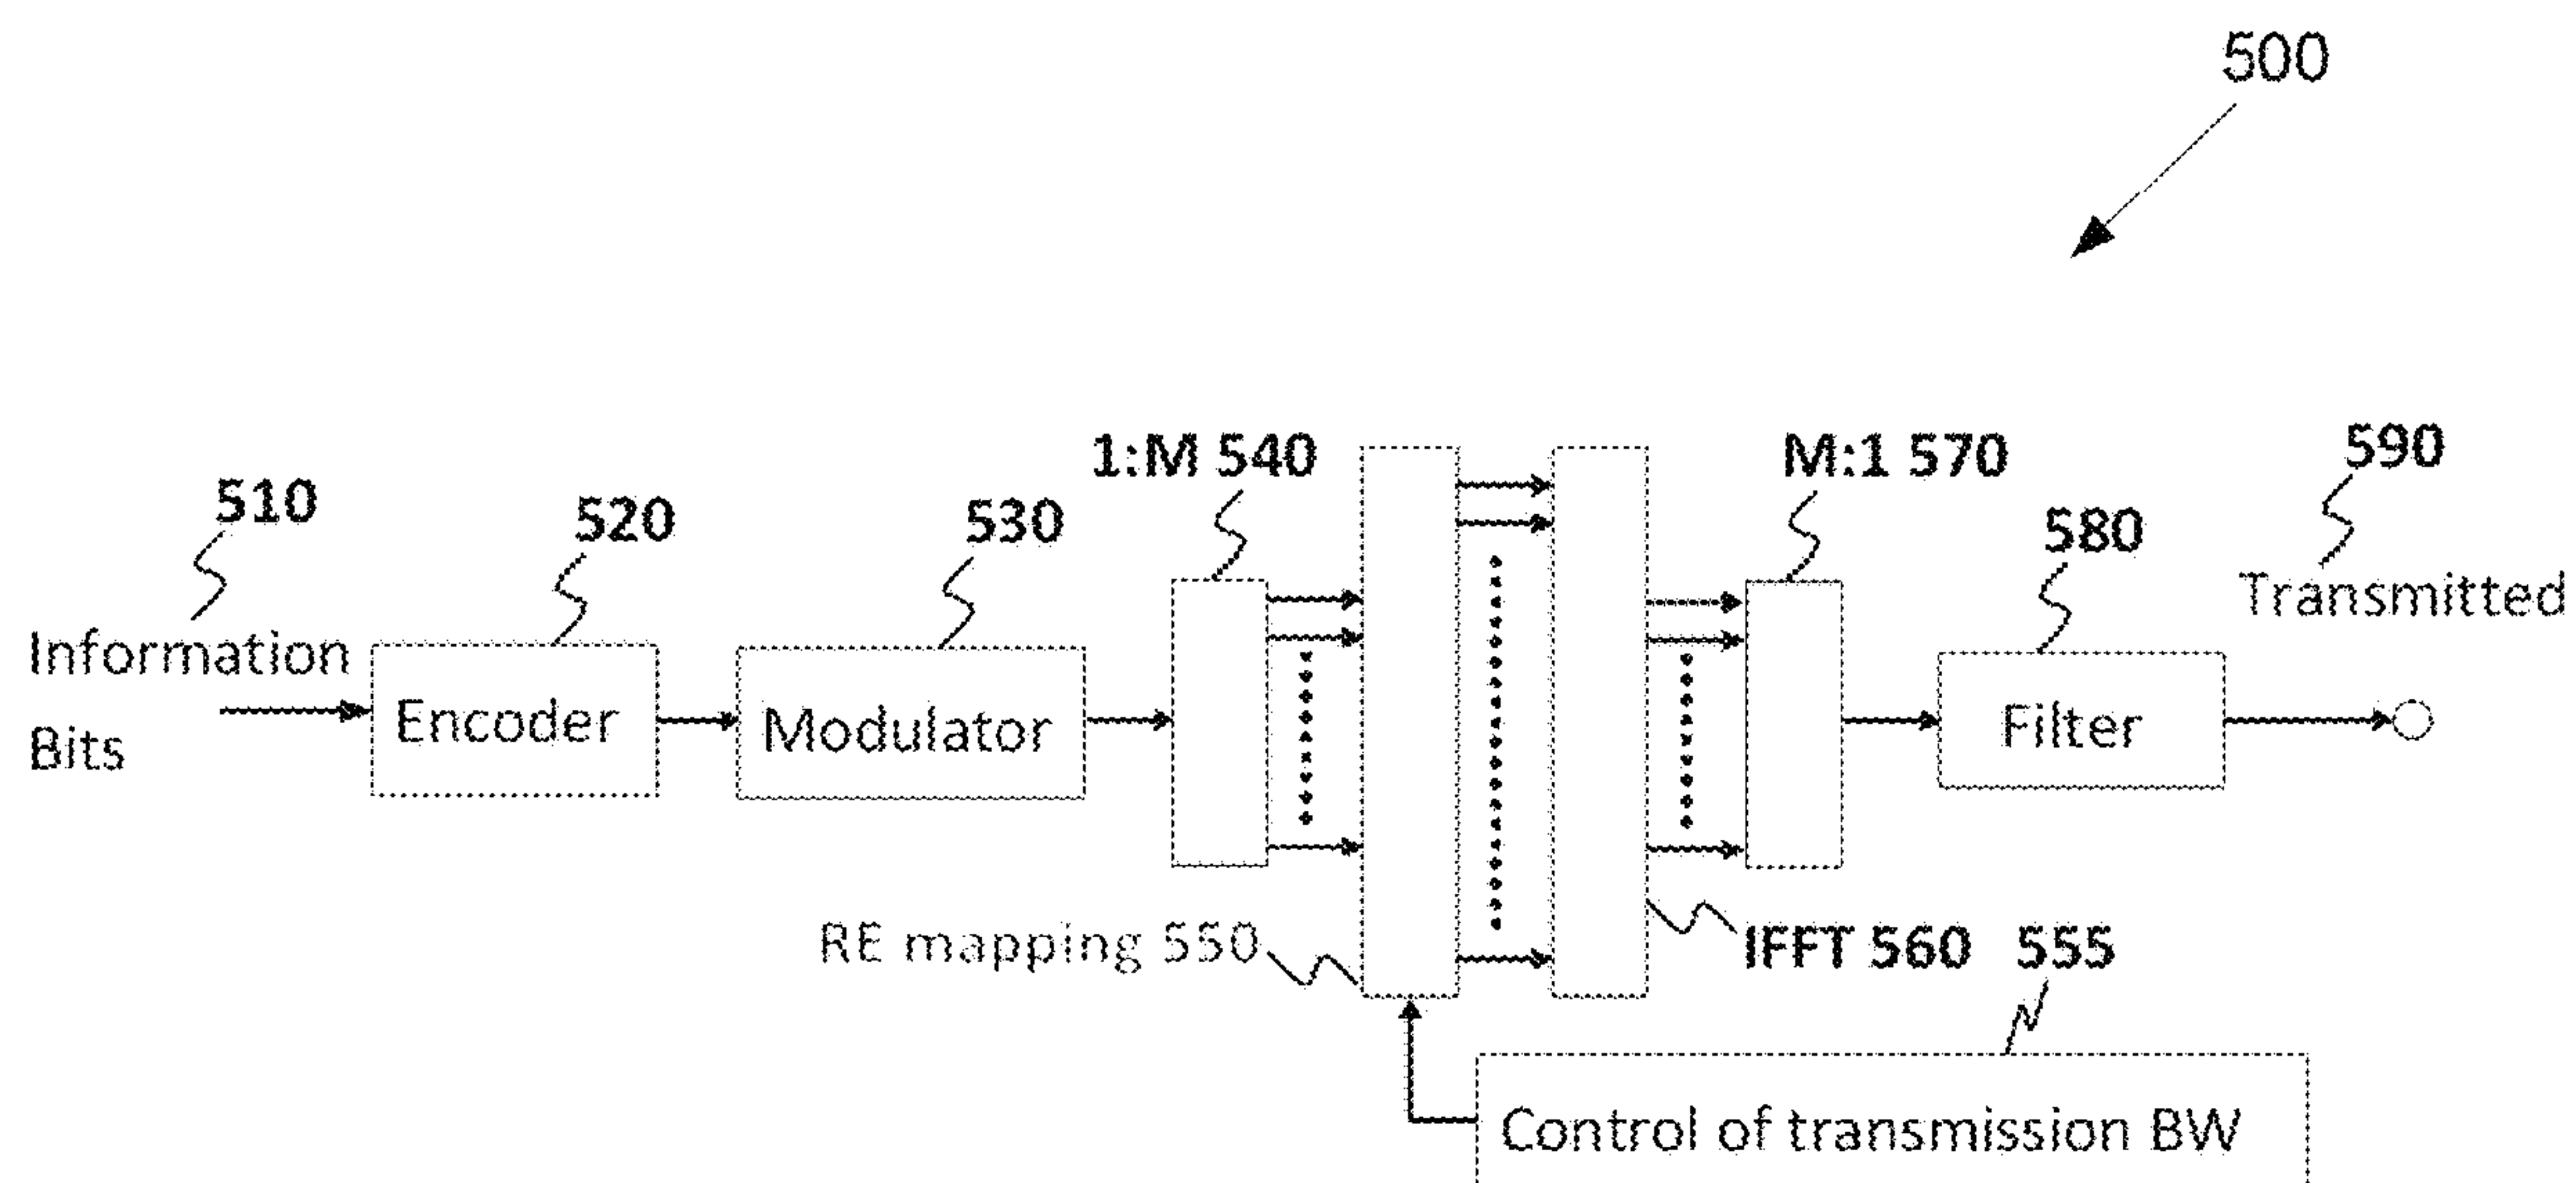 500
1:M 540
M:1 570
590
510
520
530
580
Transmitted
Information
Bits
Encoder
Modulator
Filter
RE mapping 550
IFFT 560
555
Control of transmission BW